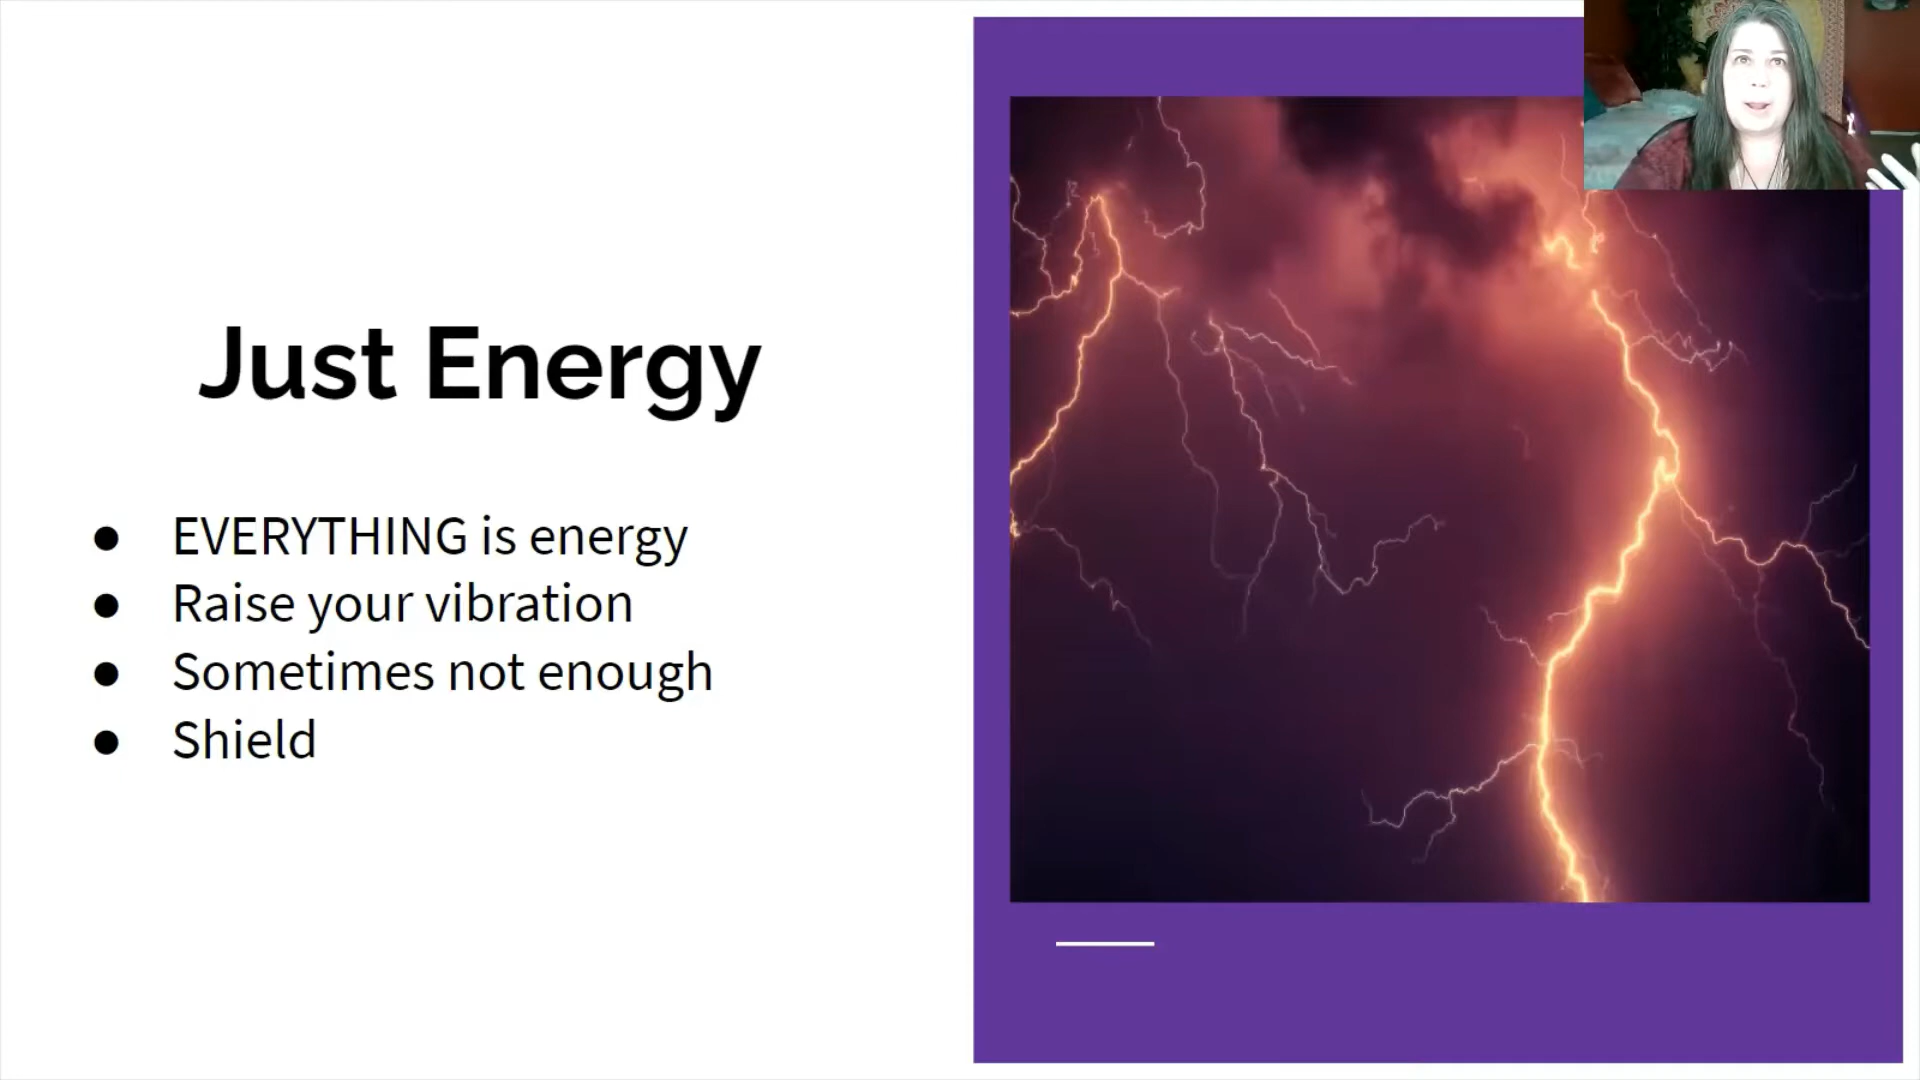 Just Energy
● EVERYTHING is energy
● Raise your vibration
● Sometimes not enough
● Shield